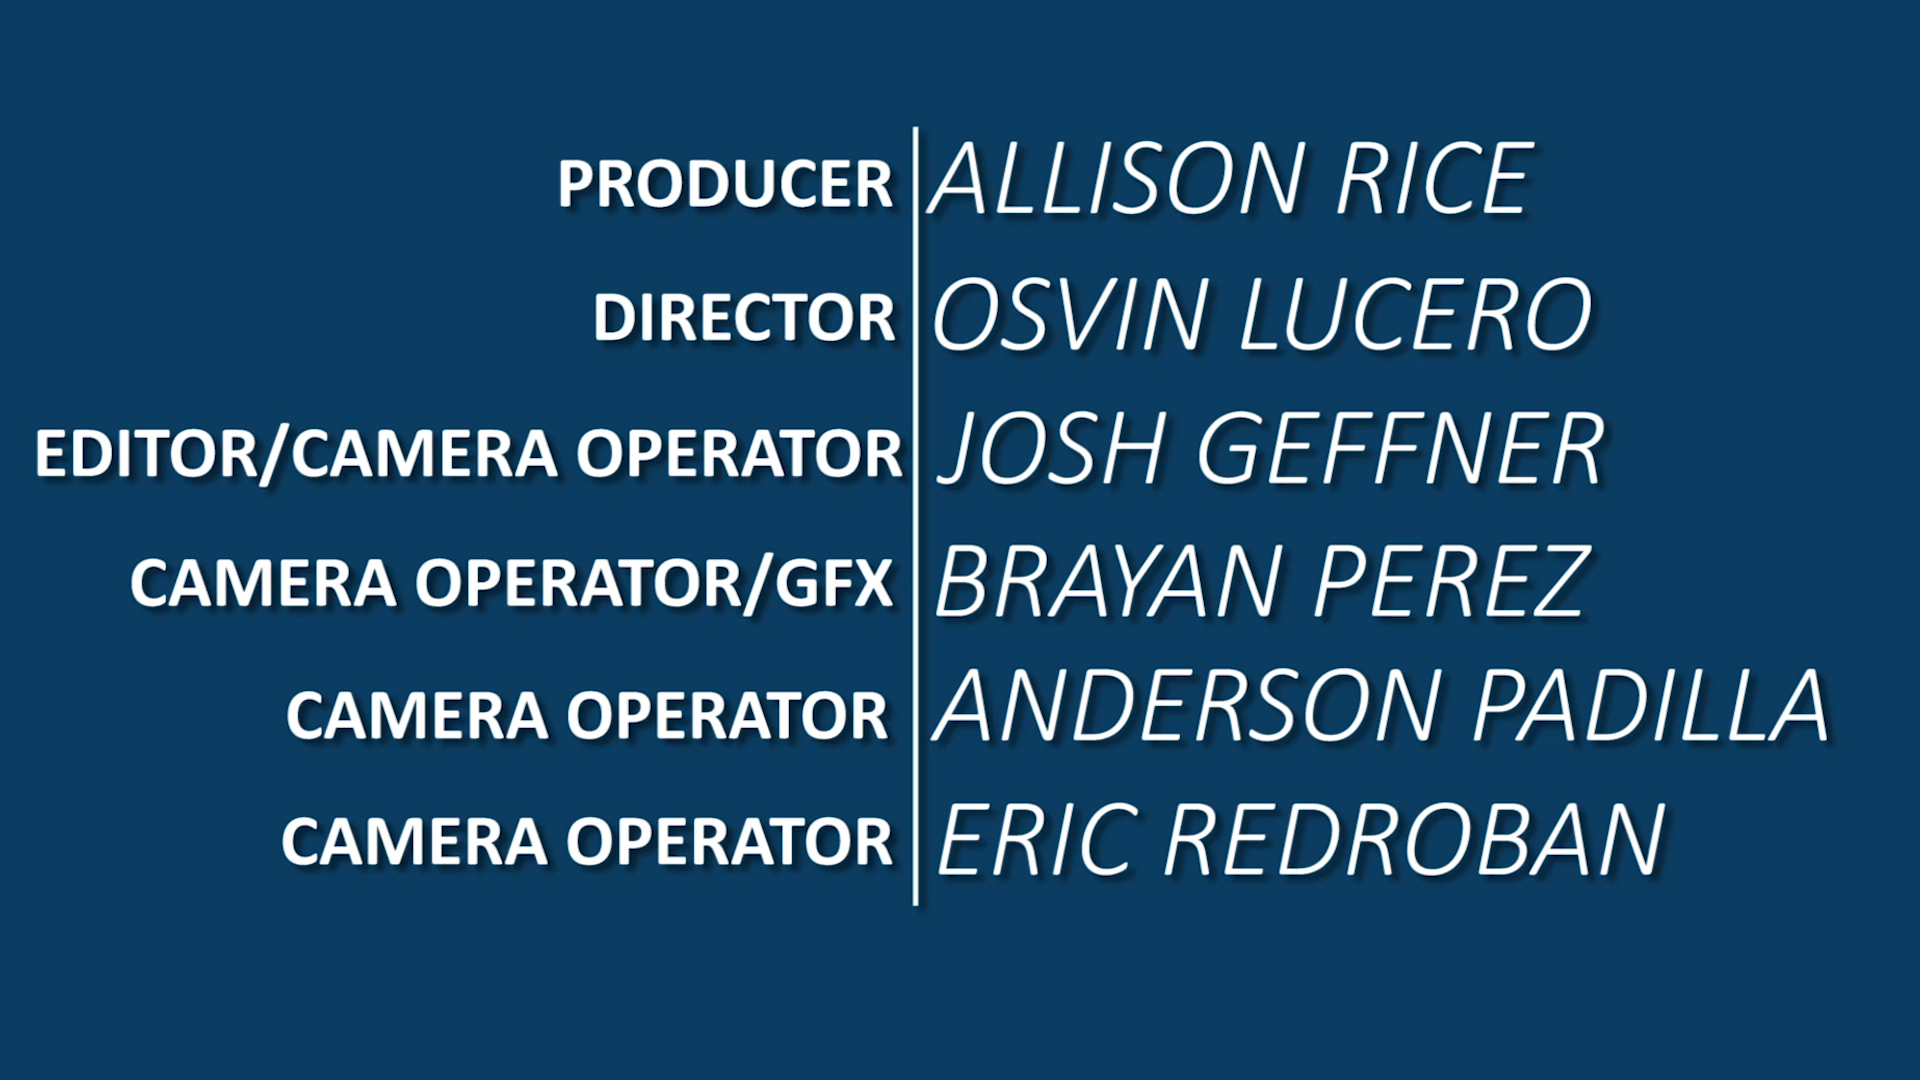 PRODUCER ALLISON RICE
DIRECTOR OSVIN LUCERO
EDITOR/CAMERA OPERATOR JOSH GEFFNER
CAMERA OPERATOR/GFX BRAYAN PEREZ
CAMERA OPERATOR ANDERSON PADILLA
CAMERA OPERATOR ERIC REDROBAN